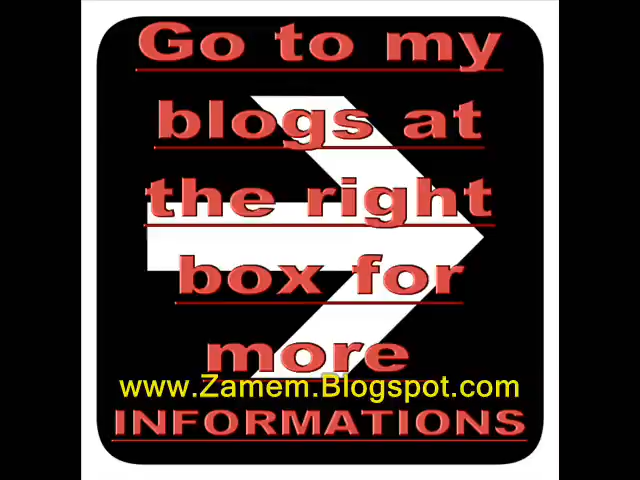 Go to my
blogs at
the right
box for
more
www.Zamem.Blogspot.com
INFORMATIONS